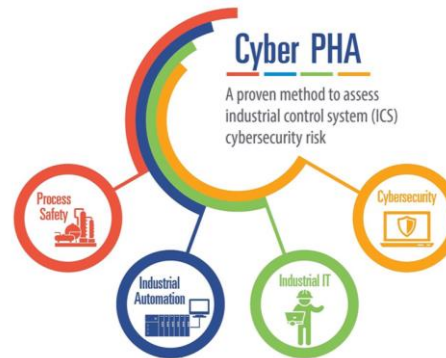 Cyber PHA
A proven method to assess
industrial control system (ICS)
cybersecurity risk
Process
Safety
Industrial
Automation
Industrial IT
Cybersecurity